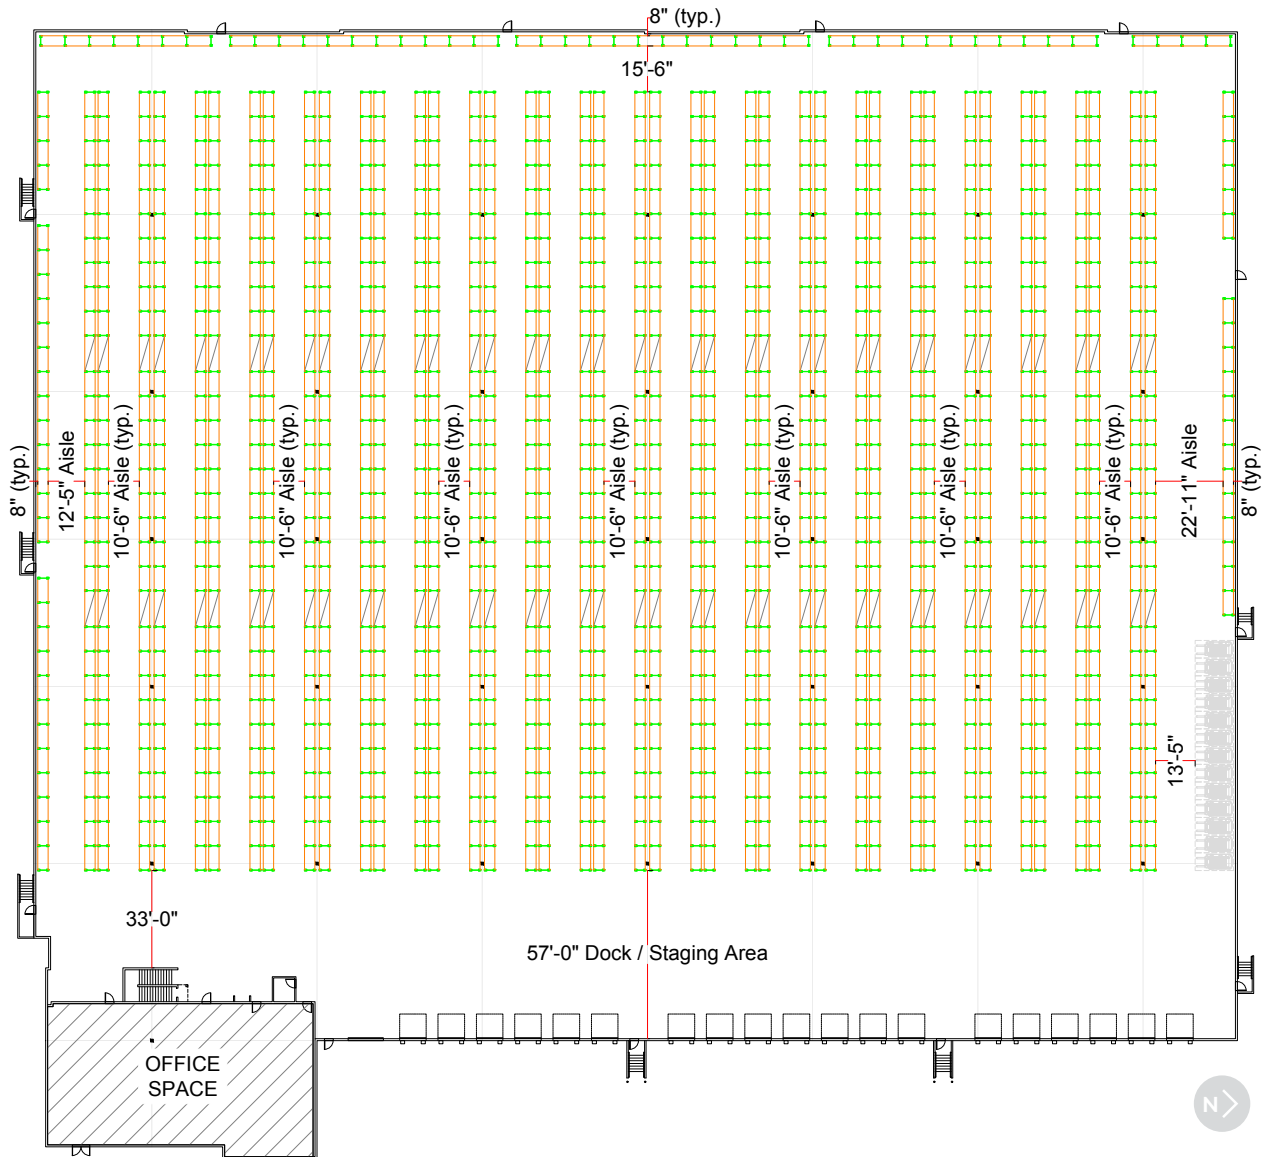 8" (typ.)
15'-6"
8" (typ.)
12'-5" Aisle
10'-6" Aisle (typ.)
10'-6" Aisle (typ.)
10'-6" Aisle (typ.)
10'-6" Aisle (typ.)
10'-6" Aisle (typ.)
10'-6" Aisle (typ.)
10'-6" Aisle (typ.)
22'-11" Aisle
8" (typ.)
13'-5"
33'-0"
57'-0" Dock / Staging Area
OFFICE
SPACE
N